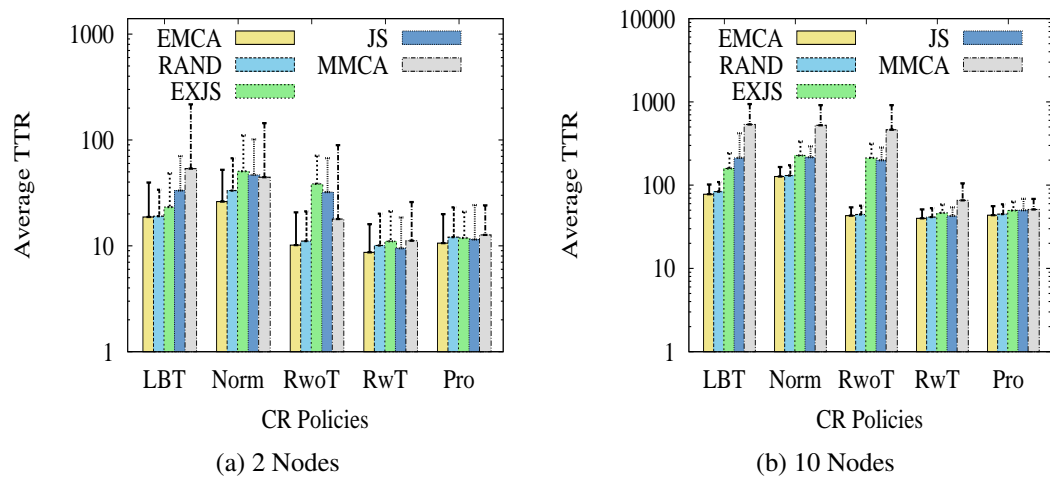 1000
100
10
1
Average TTR
EMCA
RAND
EXJS
JS
MMCA
LBT Norm RwoT RwT Pro
CR Policies
(a) 2 Nodes
10000
1000
100
10
1
Average TTR
EMCA
RAND
EXJS
JS
MMCA
LBT Norm RwoT RwT Pro
CR Policies
(b) 10 Nodes